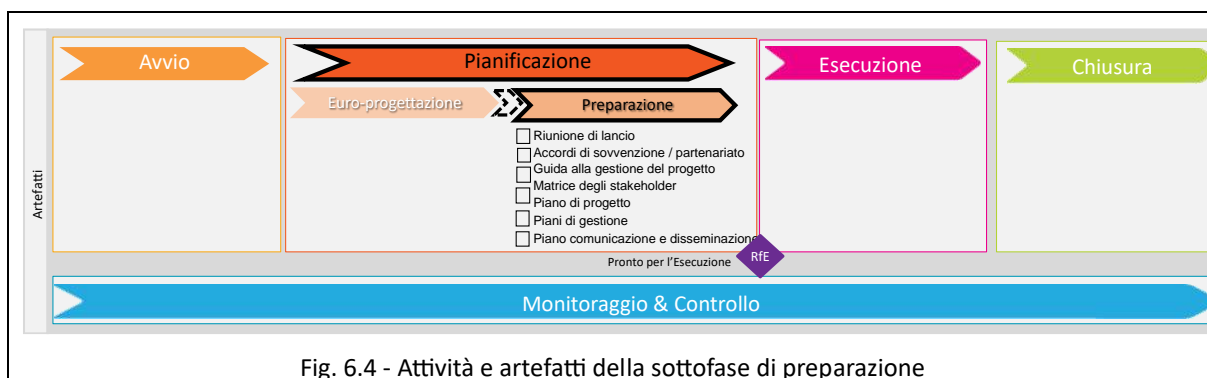 Avvio
Pianificazione
Esecuzione
Chiusura
Euro-progettazione
Preparazione
Riunione di lancio
Accordi di sovvenzione / partenariato
Guida alla gestione del progetto
Matrice degli stakeholder
Piano di progetto
Piani di gestione
Piano comunicazione e disseminazione
Artefatti
Pronto per l'Esecuzione
RfE
Monitoraggio & Controllo
Fig. 6.4 - Attività e artefatti della sottofase di preparazione